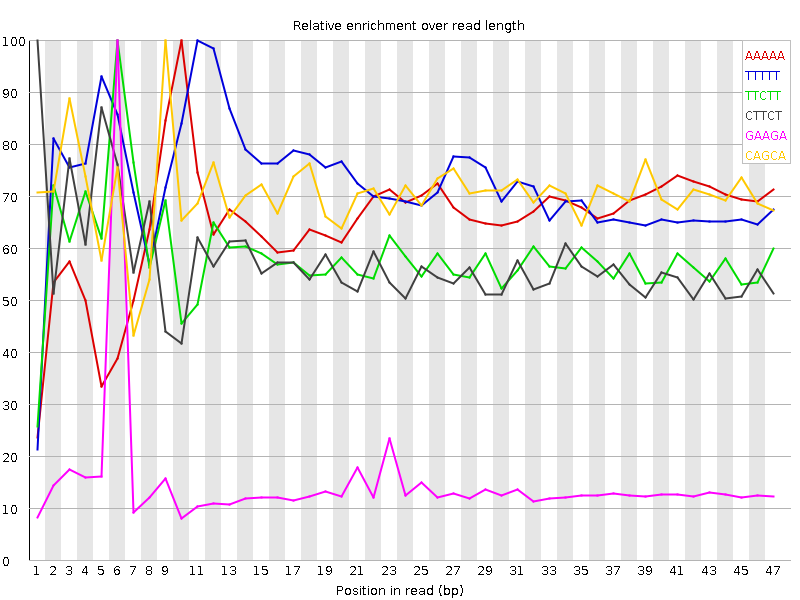 Relative enrichment over read length
100
90
80
70
60
50
40
30
20
10
0
AAAAA
TTTTT
TTCTT
CTTCT
GAAGA
CAGCA
1 2 3 4 5 6 7 8 9 11 13 15 17 19 21 23 25 27 29 31 33 35 37 39 41 43 45 47
Position in read (bp)